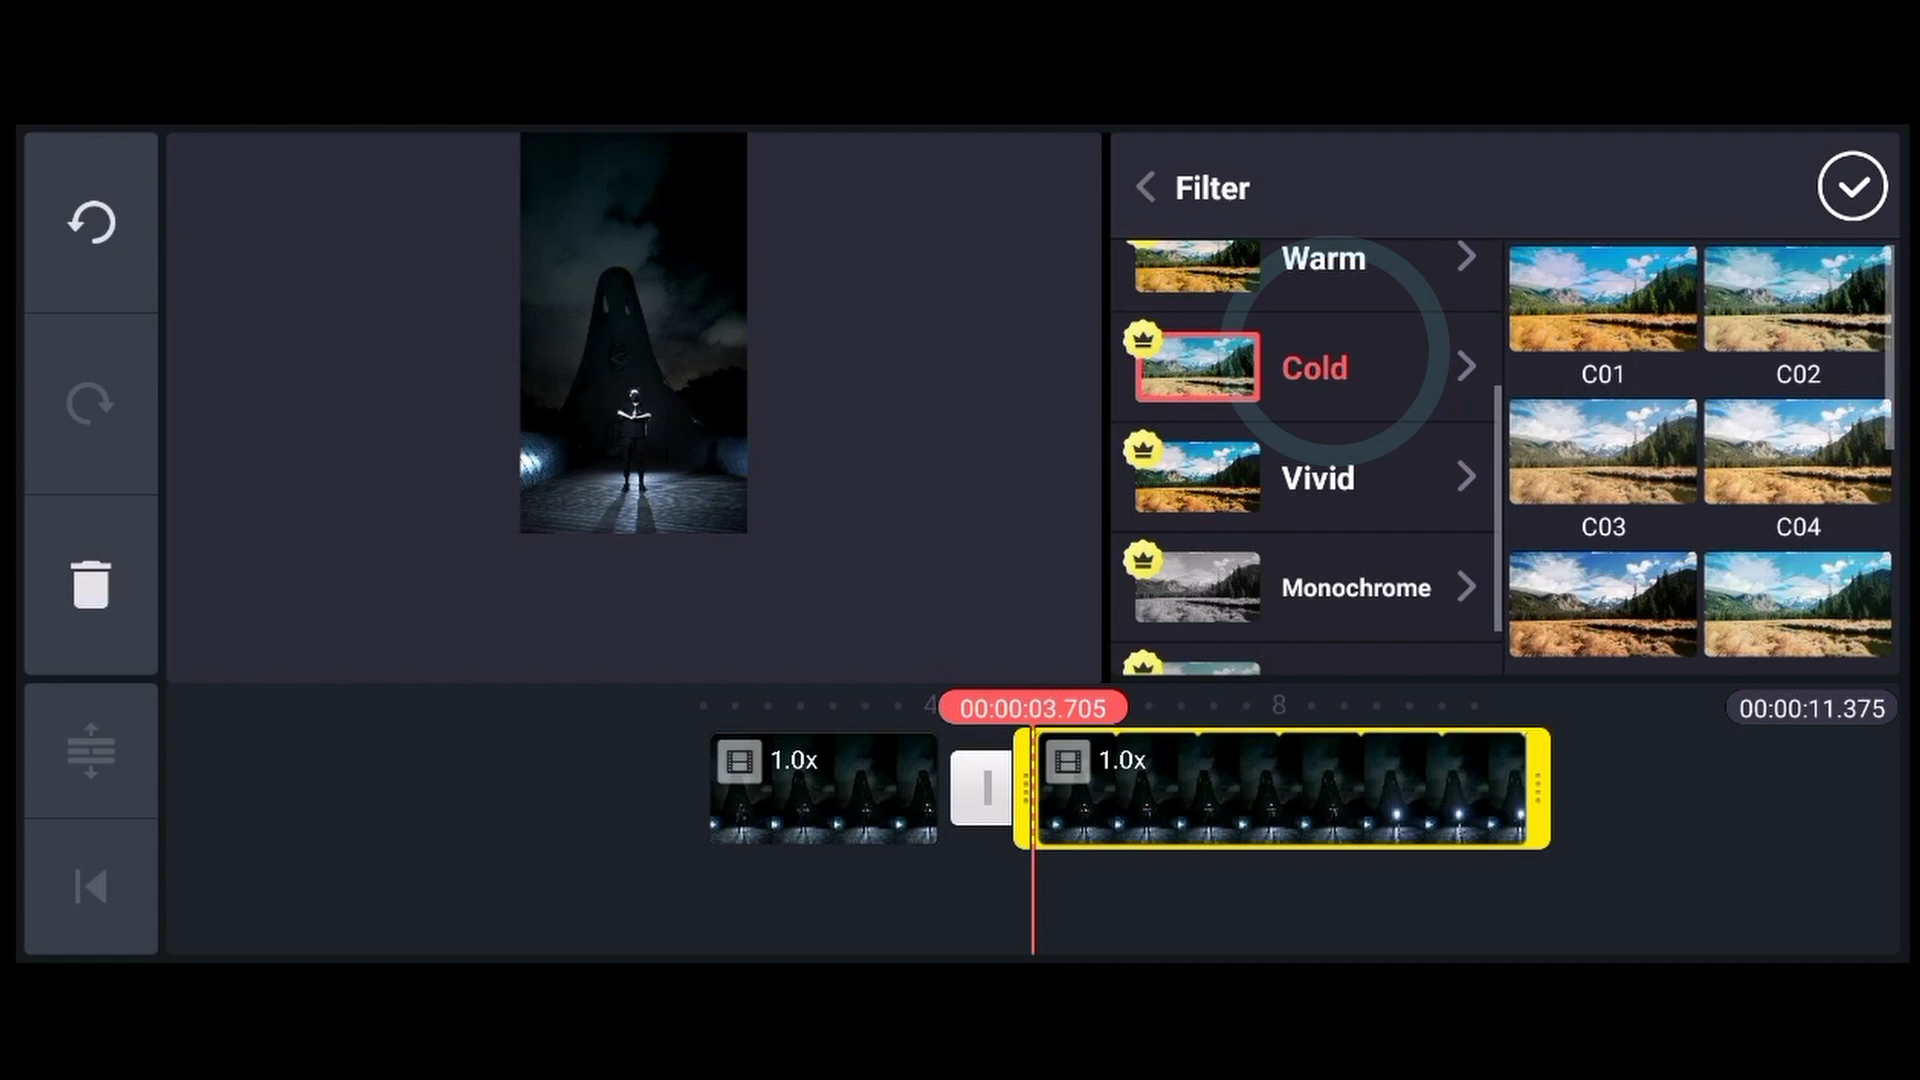 Filter
Warm
Cold
Vivid
Monochrome
C01
C02
C03
C04
4
00:00:03.705
8
00:00:11.375
1.0x
1.0x